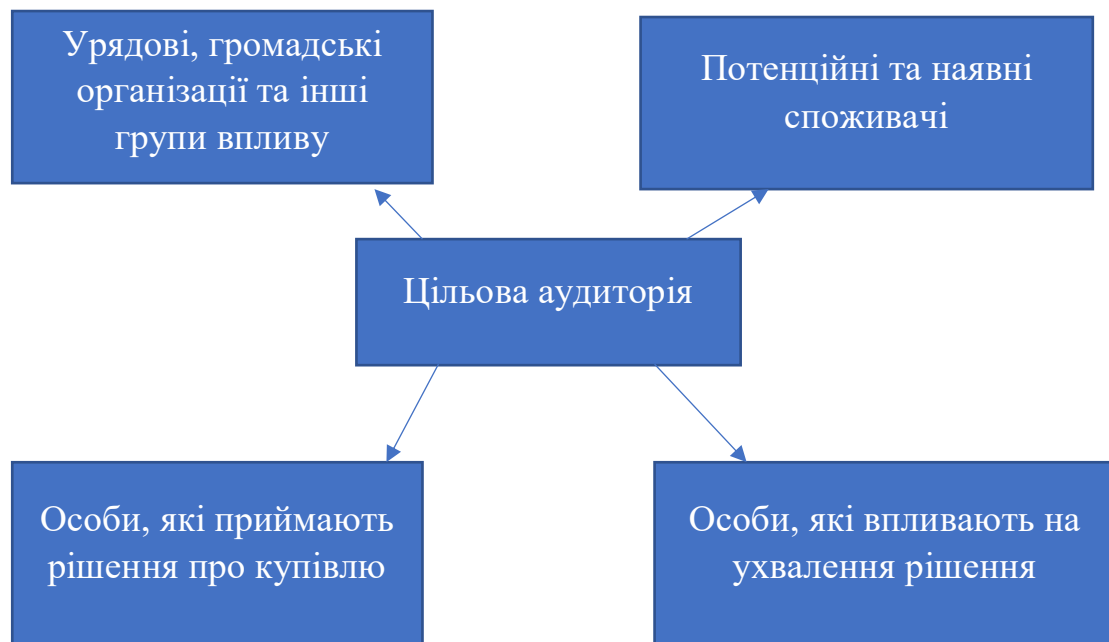 Урядові, громадські
організації та інші
групи впливу
Потенційні та наявні
споживачі
Цільова аудиторія
Особи, які приймають
рішення про купівлю
Особи, які впливають на
ухвалення рішення